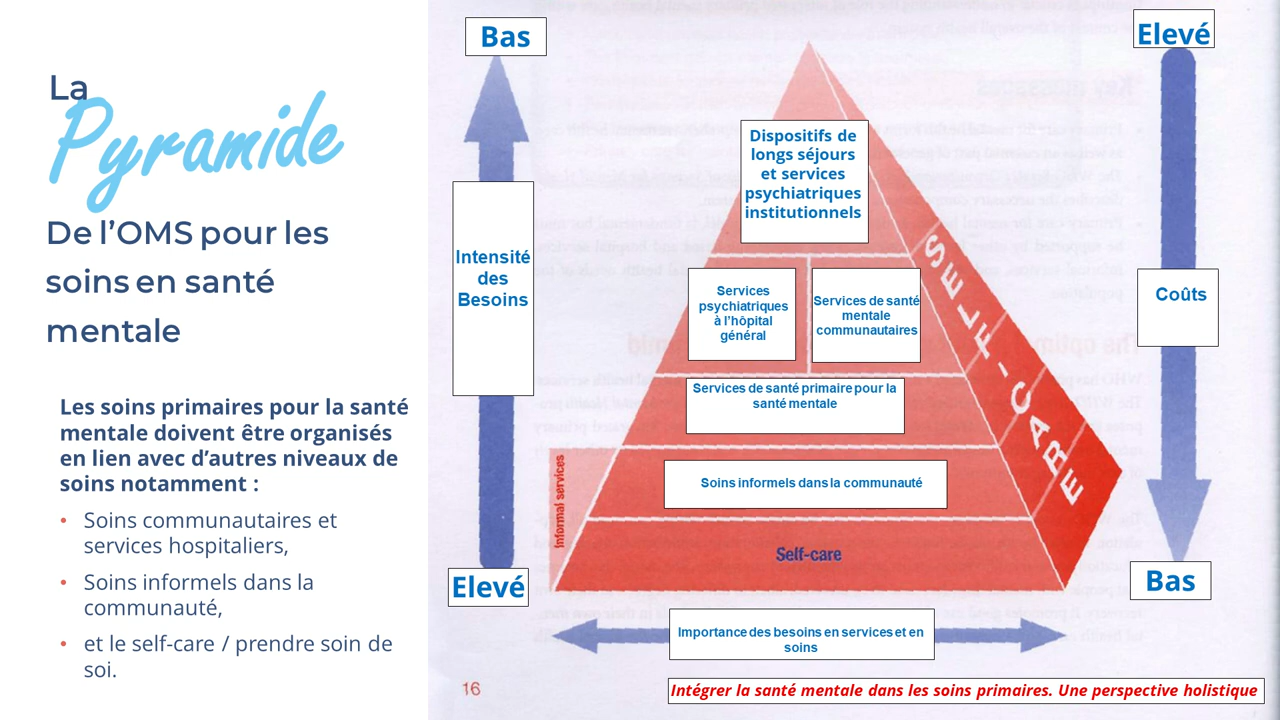 La
Pyramide
De l’OMS pour les
soins en santé
mentale
Les soins primaires pour la santé
mentale doivent être organisés
en lien avec d’autres niveaux de
soins notamment :
• Soins communautaires et
services hospitaliers,
• Soins informels dans la
communauté,
• et le self-care / prendre soin de
soi.
Bas
Intensité
des
Besoins
Elevé
Dispositifs de
longs séjours
et services
psychiatriques
institutionnels
Services
psychiatriques
à l’hôpital
général
Services de santé
mentale
communautaires
Services de santé primaire pour la
santé mentale
Soins informels dans la communauté
Informal services
Self-care
SELF-CARE
Elevé
Coûts
Bas
Importance des besoins en services et en
soins
16
Intégrer la santé mentale dans les soins primaires. Une perspective holistique